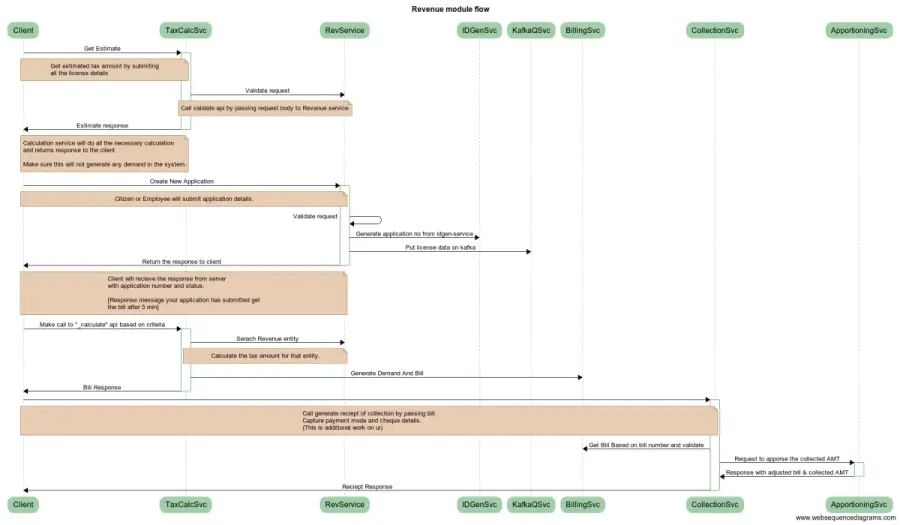 Revenue module flow
Client TaxCalcSvc RevService IDGenSvc KafkaQSvc BillingSvc CollectionSvc ApportioningSvc
Get Estimate
Get estimated tax amount by submiting
all the license details
Validate request
Call validate api by passing request body to Revanue service.
Estimate response
Calculation service will do all the necessary calculation
and returns response to the client.
Make sure this will not generate any demand in the system.
Create New Application
Citizen or Employee will submit application details.
Validate request
Generate application no from idgen-service
Put license data on kafka
Return the response to client
Client will recieve the response from server
with application number and status.
[Response message your application has submitted get
the bill after 5 min]
Make call to "_calculate" api based on criteria
Serach Revenue entity
Calculate the tax amount for that entity.
Generate Demand And Bill
Bill Response
Call generate reciept of collection by passing bill.
Capture payment mode and cheque details.
(This is additional work on ui)
Get Bill Based on bill number and validate
Request to apporse the collected AMT
Response with adjusted bill & collected AMT
Reciept Response
Client TaxCalcSvc RevService IDGenSvc KafkaQSvc BillingSvc CollectionSvc ApportioningSvc
www.websequencediagrams.com